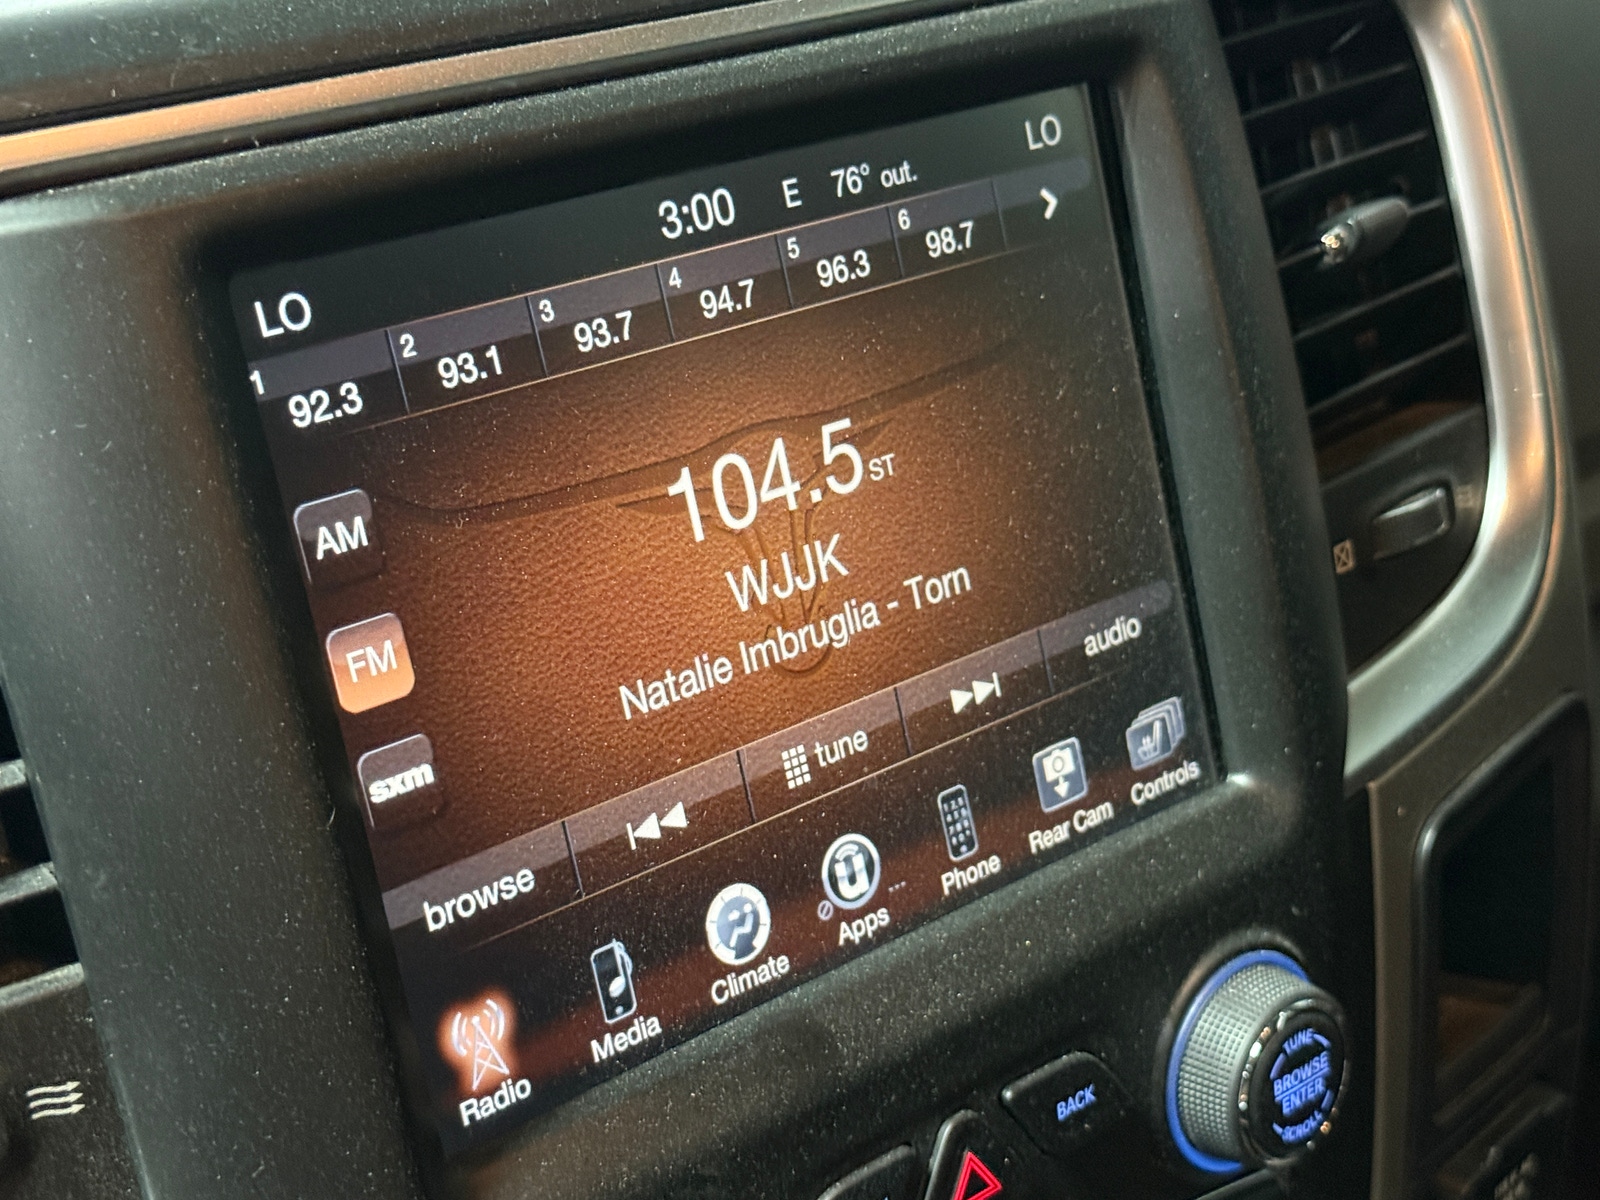 3:00 E 76° out.
LO LO
1 92.3 2 93.1 3 93.7 4 94.7 5 96.3 6 98.7
104.5 ST
WJJK
Natalie Imbruglia - Torn
AM
FM
sxm
browse tune audio
Radio Media Climate Apps Phone Rear Cam Controls
BACK
TUNE
BROWSE
ENTER
SCROLL